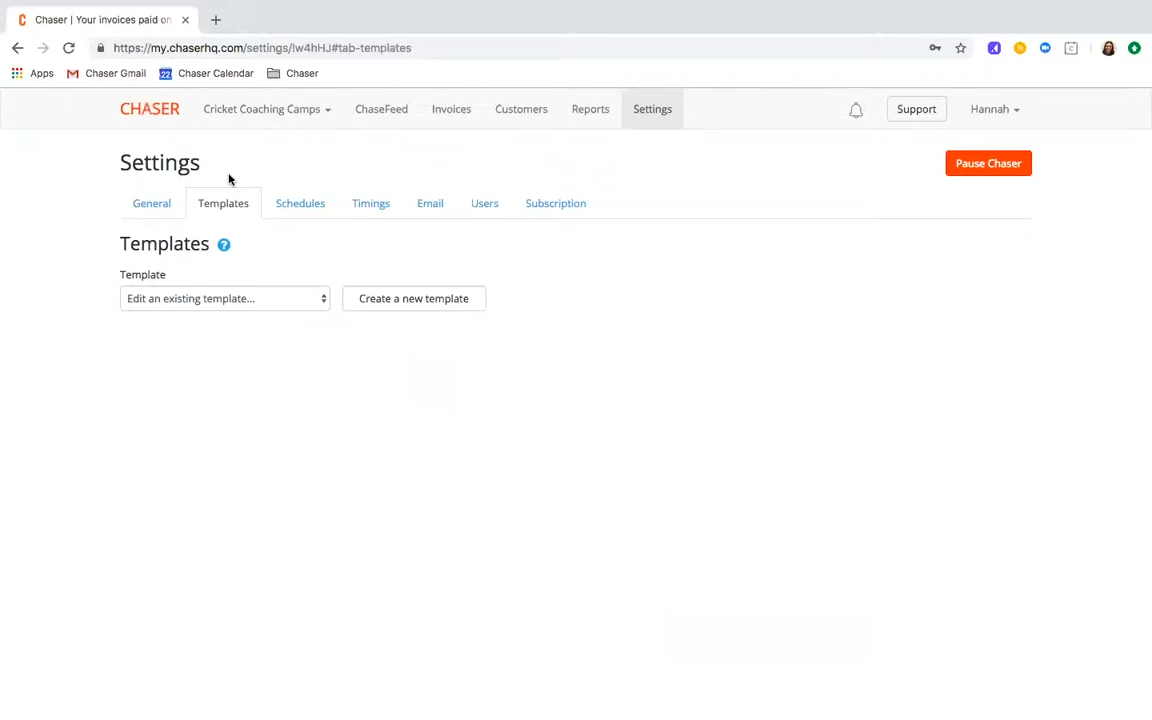 Chaser | Your invoices paid on
https://my.chaserhq.com/settings/!w4hHJ#tab-templates
Apps Chaser Gmail 22 Chaser Calendar Chaser
CHASER Cricket Coaching Camps ChaseFeed Invoices Customers Reports Settings Support Hannah
Settings
Pause Chaser
General Templates Schedules Timings Email Users Subscription
Templates ?
Template
Edit an existing template... Create a new template